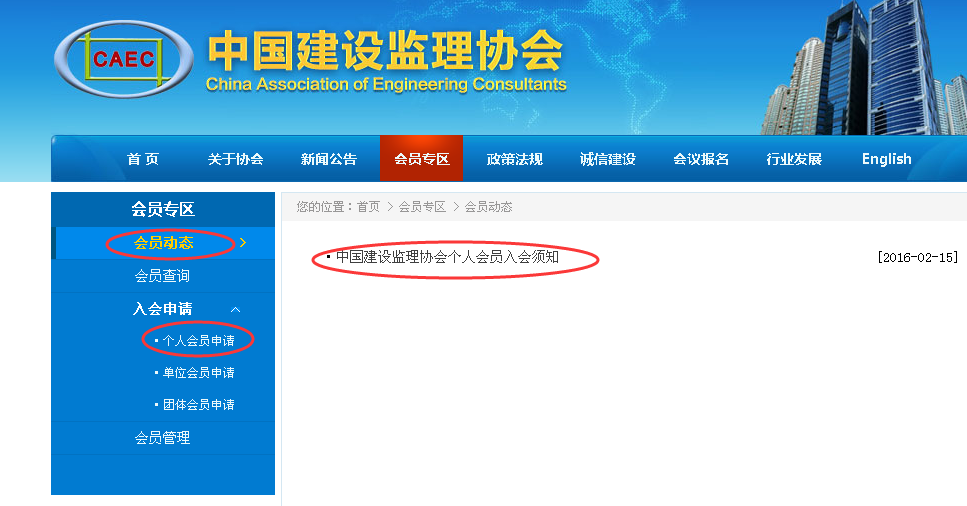 CAEC
中国建设监理协会
China Association of Engineering Consultants
首 页 关于协会 新闻公告 会员专区 政策法规 诚信建设 会议报名 行业发展 English
会员专区
会员动态
会员查询
入会申请
• 个人会员申请
• 单位会员申请
• 团体会员申请
会员管理
您的位置：首页 > 会员专区 > 会员动态
• 中国建设监理协会个人会员入会须知 [2016-02-15]